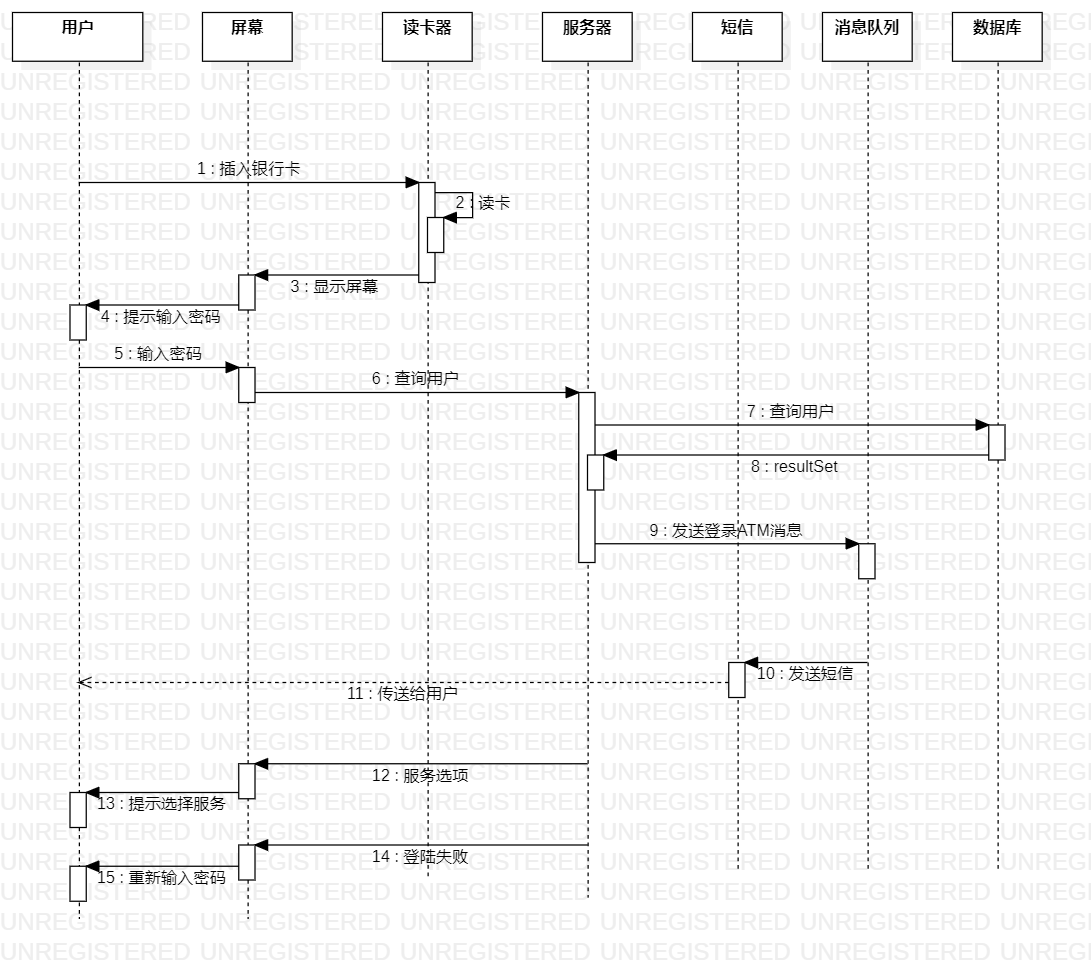 用户 屏幕 读卡器 服务器 短信 消息队列 数据库
1 : 插入银行卡
2 : 读卡
3 : 显示屏幕
4 : 提示输入密码
5 : 输入密码
6 : 查询用户
7 : 查询用户
8 : resultSet
9 : 发送登录ATM消息
10 : 发送短信
11 : 传送给用户
12 : 服务选项
13 : 提示选择服务
14 : 登陆失败
15 : 重新输入密码
UNREGISTERED